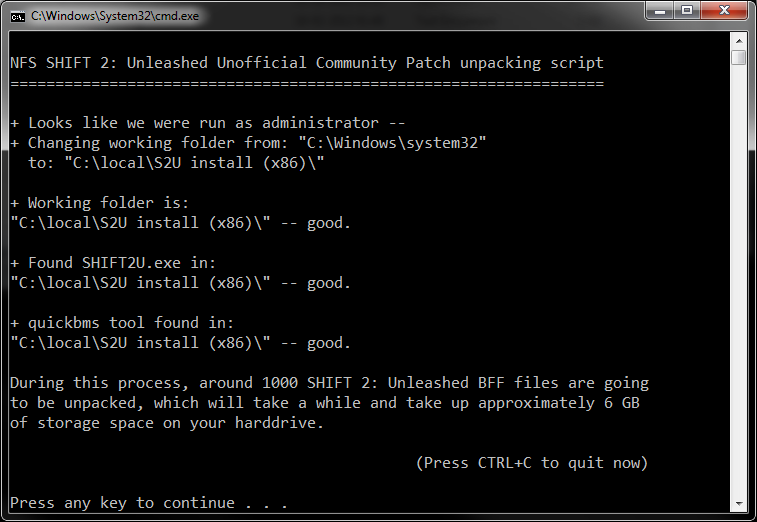 C:\Windows\System32\cmd.exe
NFS SHIFT 2: Unleashed Unofficial Community Patch unpacking script
==================================================================
+ Looks like we were run as administrator --
+ Changing working folder from: "C:\Windows\system32"
to: "C:\local\S2U install (x86)\"
+ Working folder is:
"C:\local\S2U install (x86)\" -- good.
+ Found SHIFT2U.exe in:
"C:\local\S2U install (x86)\" -- good.
+ quickbms tool found in:
"C:\local\S2U install (x86)\" -- good.
During this process, around 1000 SHIFT 2: Unleashed BFF files are going
to be unpacked, which will take a while and take up approximately 6 GB
of storage space on your harddrive.
(Press CTRL+C to quit now)
Press any key to continue . . .